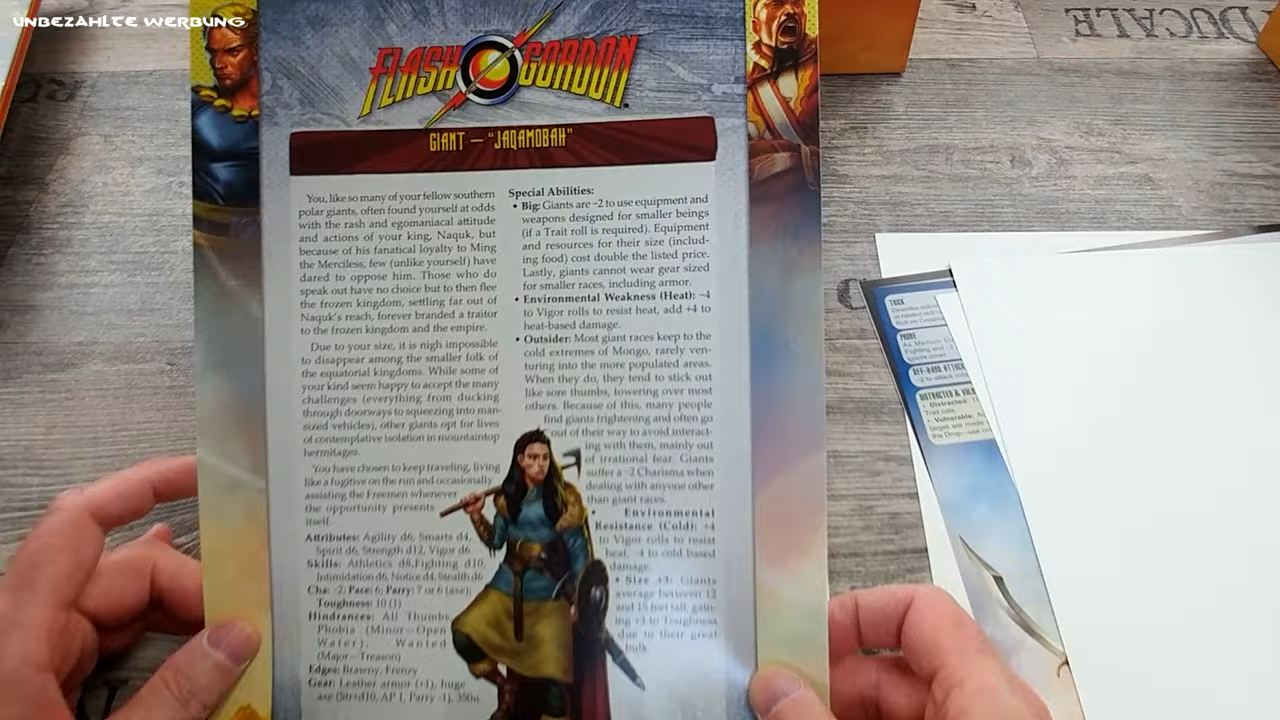 UNBEZAHLTE WERBUNG
DUCALE
FLASH GORDON
GIANT — "JAQAMOBAH"
You, like so many of your fellow southern
polar giants, often found yourself at odds
with the rash and egomaniacal attitude
and actions of your king, Naquk, but
because of his fanatical loyalty to Ming
the Merciless, few (unlike yourself) have
dared to oppose him. Those who do
speak out have no choice but to then flee
the frozen kingdom, settling far out of
Naquk's reach, forever branded a traitor
to the frozen kingdom and the empire.
Due to your size, it is nigh impossible
to disappear among the smaller folk of
the equatorial kingdoms. While some of
your kind seem happy to accept the many
challenges (everything from ducking
through doorways to squeezing into man-
sized vehicles), other giants opt for lives
of contemplative isolation in mountaintop
hermitages.
You have chosen to keep traveling, living
like a fugitive on the run and occasionally
assisting the Freemen whenever
the opportunity presents
itself.
Attributes: Agility d6, Smarts d4,
Spirit d6, Strength d12, Vigor d6
Skills: Athletics d8, Fighting d10,
Intimidation d6, Notice d4, Stealth d6
Cha: -2; Pace: 6; Parry: 7 or 6 (axe);
Toughness: 10 (1)
Hindrances: All Thumbs,
Phobia (Minor—Open
Water), Wanted
(Major—Treason)
Edges: Brawny, Frenzy
Gear: Leather armor (+1), huge
axe (Str+d10, AP 1, Parry -1), 350u.
Special Abilities:
• Big: Giants are −2 to use equipment and
weapons designed for smaller beings
(if a Trait roll is required). Equipment
and resources for their size (includ-
ing food) cost double the listed price.
Lastly, giants cannot wear gear sized
for smaller races, including armor.
• Environmental Weakness (Heat): −4
to Vigor rolls to resist heat, add +4 to
heat-based damage.
• Outsider: Most giant races keep to the
cold extremes of Mongo, rarely ven-
turing into the more populated areas.
When they do, they tend to stick out
like sore thumbs, towering over most
others. Because of this, many people
find giants frightening and often go
out of their way to avoid interact-
ing with them, mainly out
of irrational fear. Giants
suffer a −2 Charisma when
dealing with anyone other
than giant races.
• Environmental
Resistance (Cold): +4
to Vigor rolls to resist
heat, -4 to cold based
damage.
• Size +3: Giants
average between 12
and 15 feet tall, gain-
ing +3 to Toughness
due to their great
bulk.
TRICK
PROBE
OFF-HAND ATTACK
−2 to attack
• Distracted:
Trait rolls.
• Vulnerable:
target are made
the Drop—use